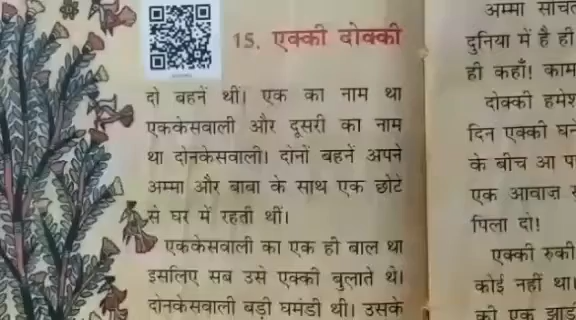 15. एक्की दोक्की
दो बहनें थीं। एक का नाम था
एककेसवाली और दूसरी का नाम
था दोनकेसवाली। दोनों बहनें अपने
अम्मा और बाबा के साथ एक छोटे
से घर में रहती थीं।
एककेसवाली का एक ही बाल था
इसलिए सब उसे एक्की बुलाते थे।
दोनकेसवाली बड़ी घमंडी थी। उसके
अम्मा
दुनिया में है ही
ही कहाँ! काम
दोक्की
दिन एक्की
के बीच आ
एक आवाज़
पिला दो!
एक्की रुकी
कोई नहीं था।
की एक